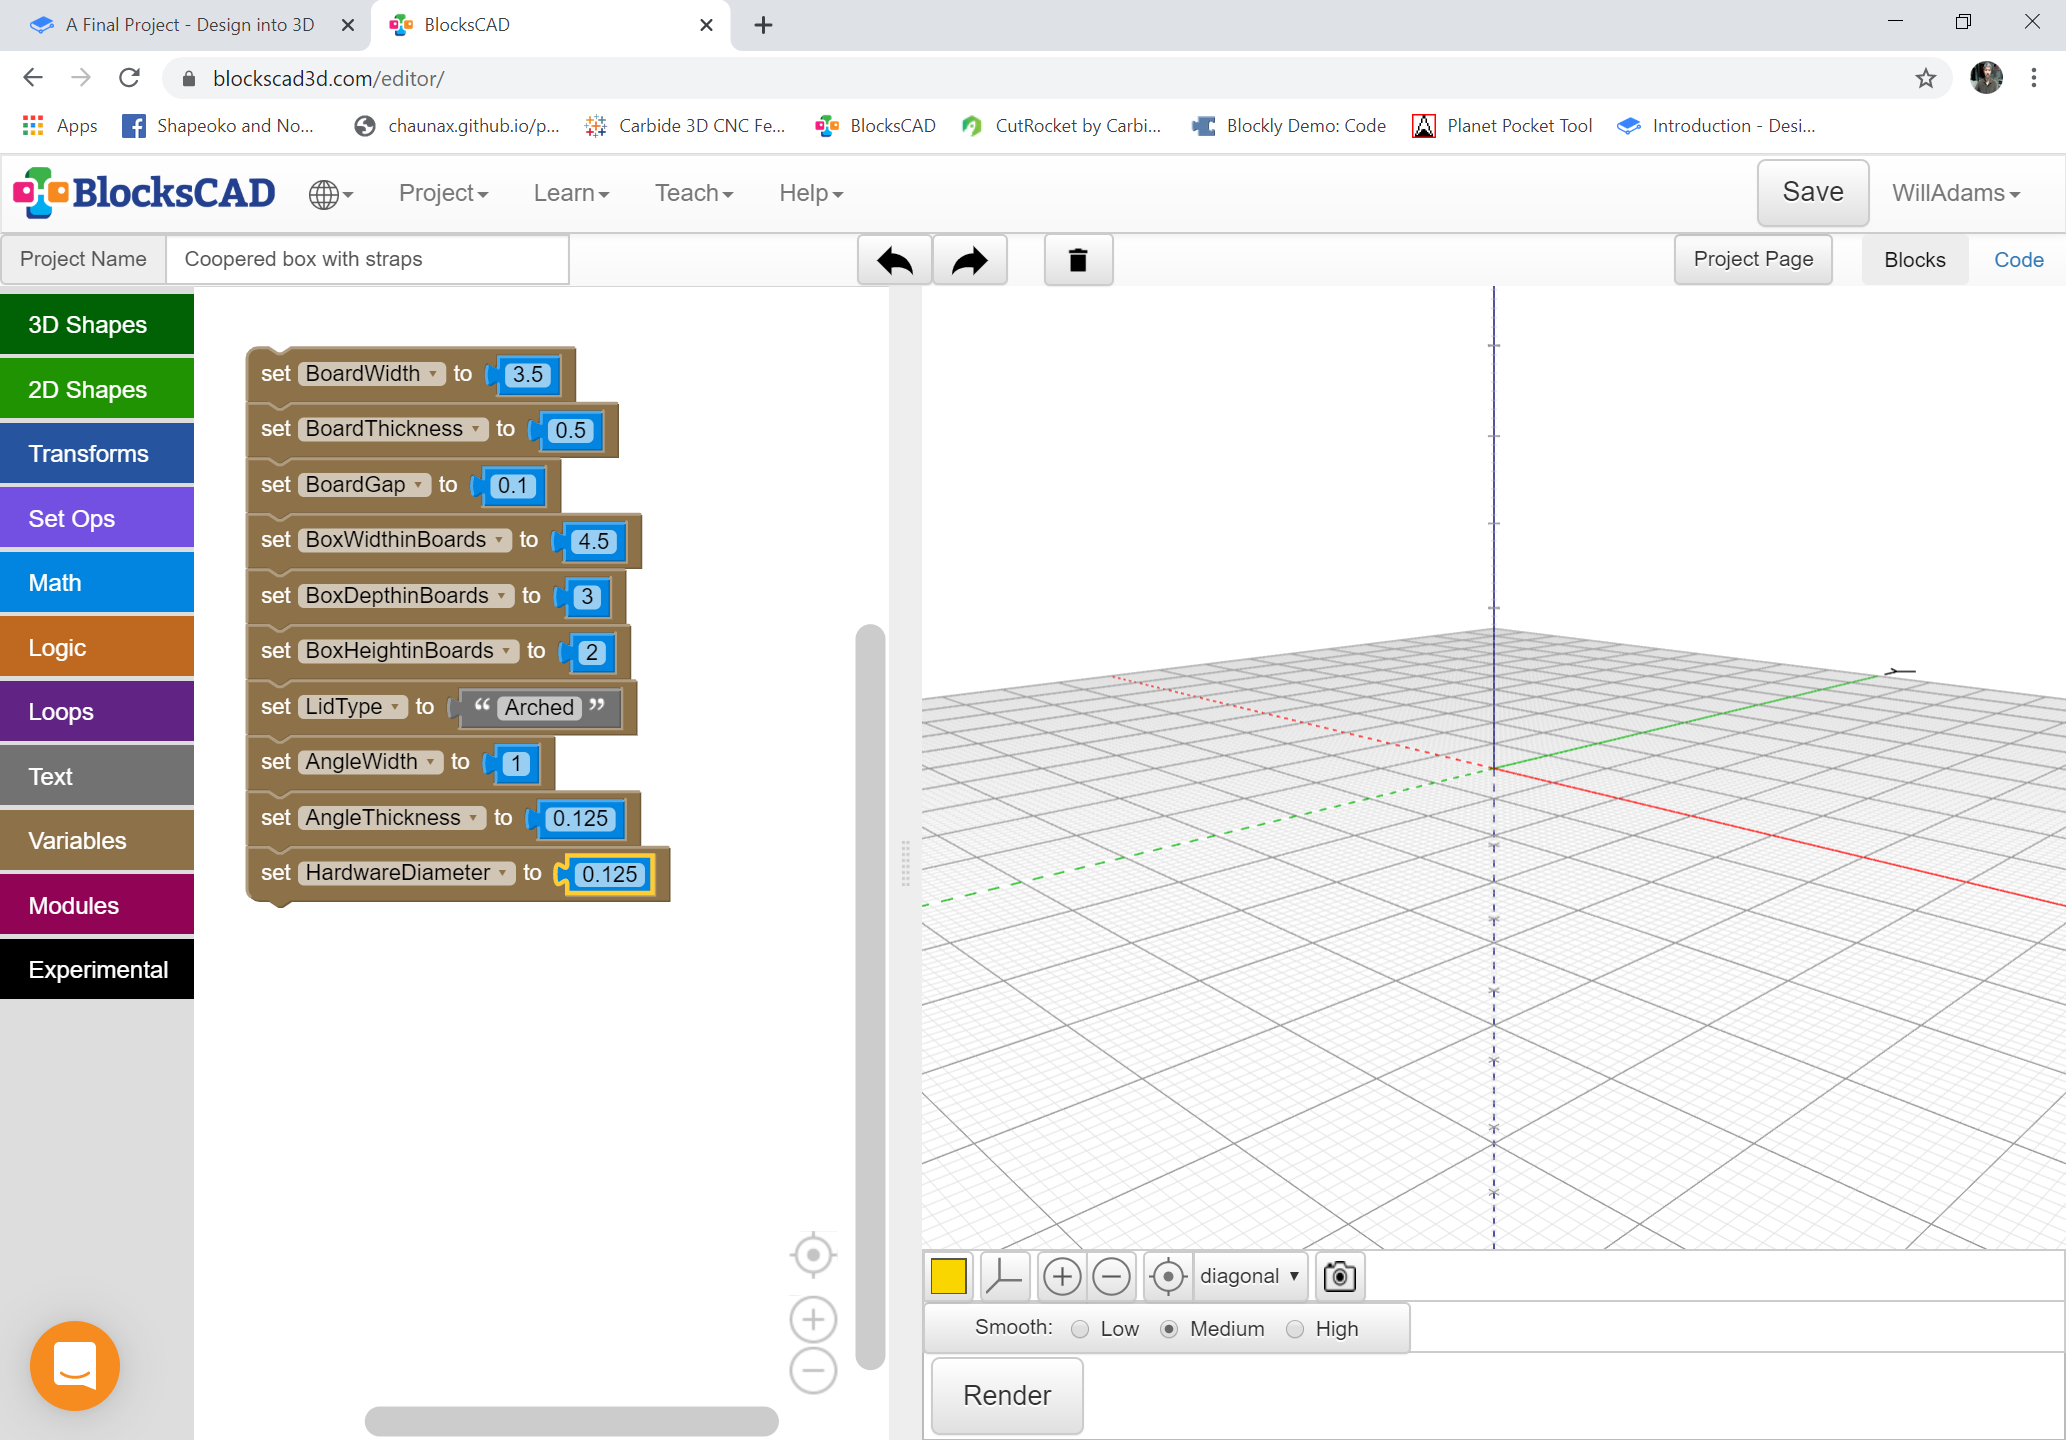 A Final Project - Design into 3D
BlocksCAD
blockscad3d.com/editor/
Apps
Shapeoko and No...
chaunax.github.io/p...
Carbide 3D CNC Fe...
BlocksCAD
CutRocket by Carbi...
Blockly Demo: Code
Planet Pocket Tool
Introduction - Desi...
BlocksCAD
Project
Learn
Teach
Help
Save
WillAdams
Project Name
Coopered box with straps
Project Page
Blocks
Code
3D Shapes
2D Shapes
Transforms
Set Ops
Math
Logic
Loops
Text
Variables
Modules
Experimental
set BoardWidth to 3.5
set BoardThickness to 0.5
set BoardGap to 0.1
set BoxWidthinBoards to 4.5
set BoxDepthinBoards to 3
set BoxHeightinBoards to 2
set LidType to “ Arched ”
set AngleWidth to 1
set AngleThickness to 0.125
set HardwareDiameter to 0.125
diagonal
Smooth: Low Medium High
Render